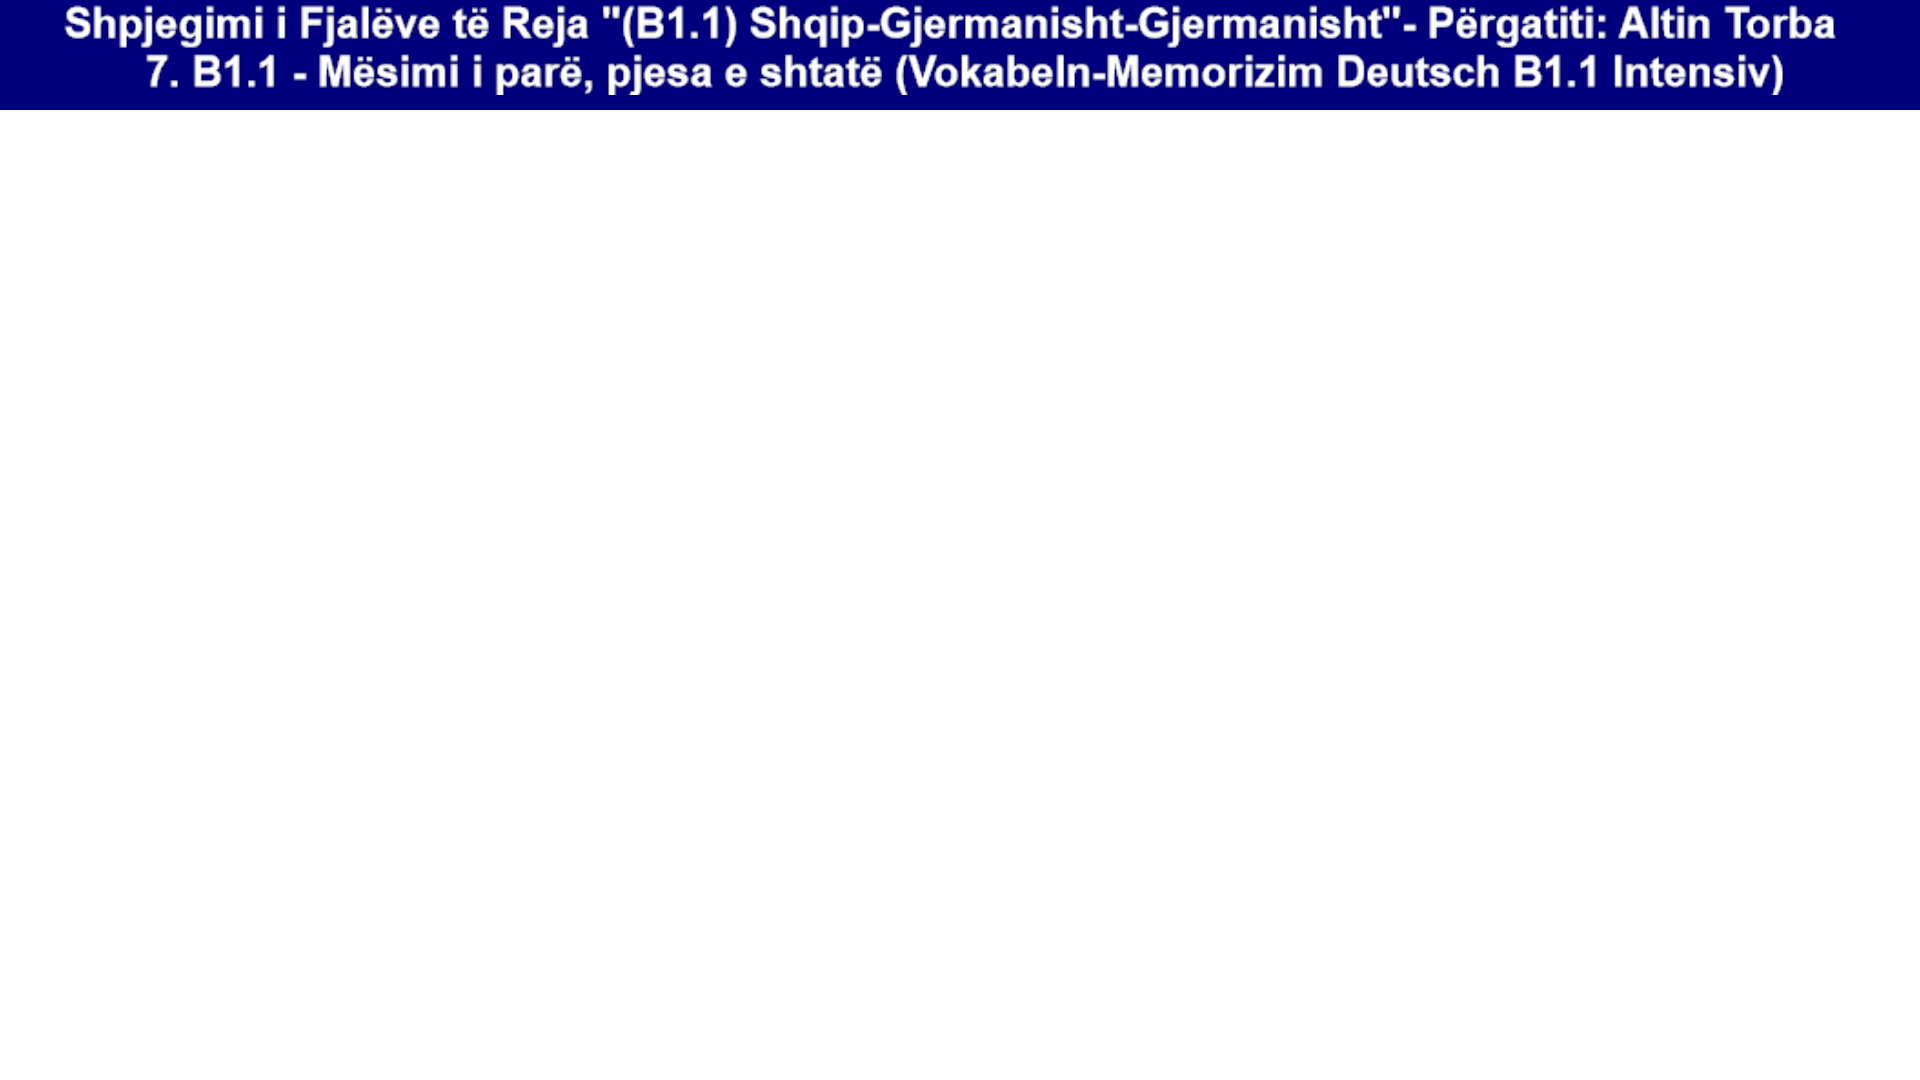 Shpjegimi i Fjalëve të Reja "(B1.1) Shqip-Gjermanisht-Gjermanisht"- Përgatiti: Altin Torba
7. B1.1 - Mësimi i parë, pjesa e shtatë (Vokabeln-Memorizim Deutsch B1.1 Intensiv)